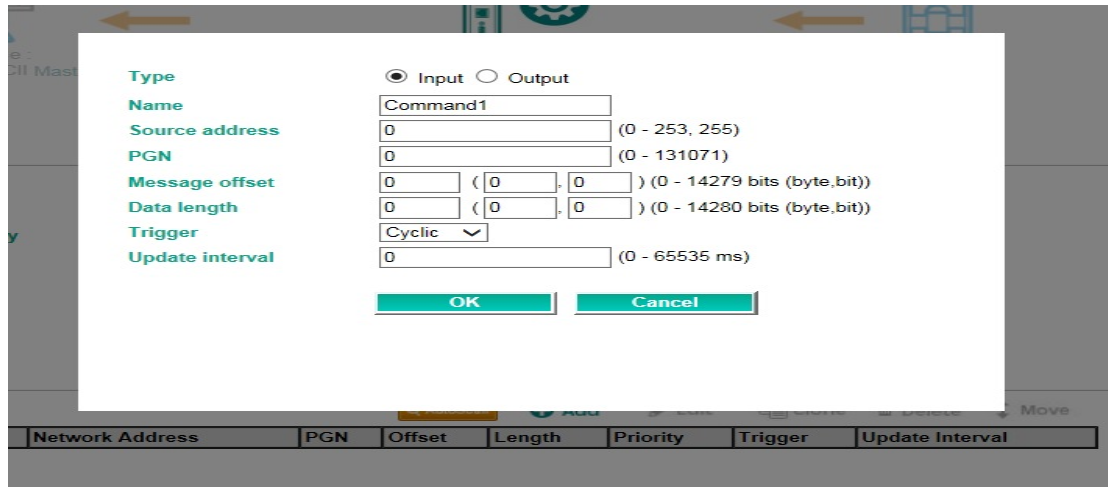 e :
CII Mast
Type Input Output
Name Command1
Source address 0 (0 - 253, 255)
PGN 0 (0 - 131071)
Message offset 0 ( 0 , 0 ) (0 - 14279 bits (byte,bit))
Data length 0 ( 0 , 0 ) (0 - 14280 bits (byte,bit))
y
Trigger Cyclic
Update interval 0 (0 - 65535 ms)
OK Cancel
Add Edit Clone Delete Move
Network Address PGN Offset Length Priority Trigger Update Interval